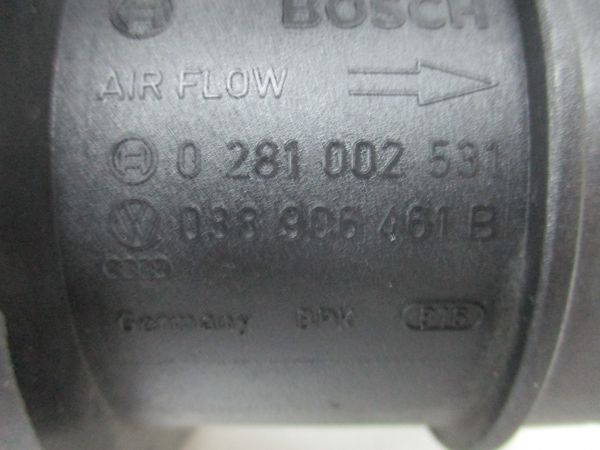 BOSCH
AIR FLOW
0 281 002 531
038 906 461 B
Germany